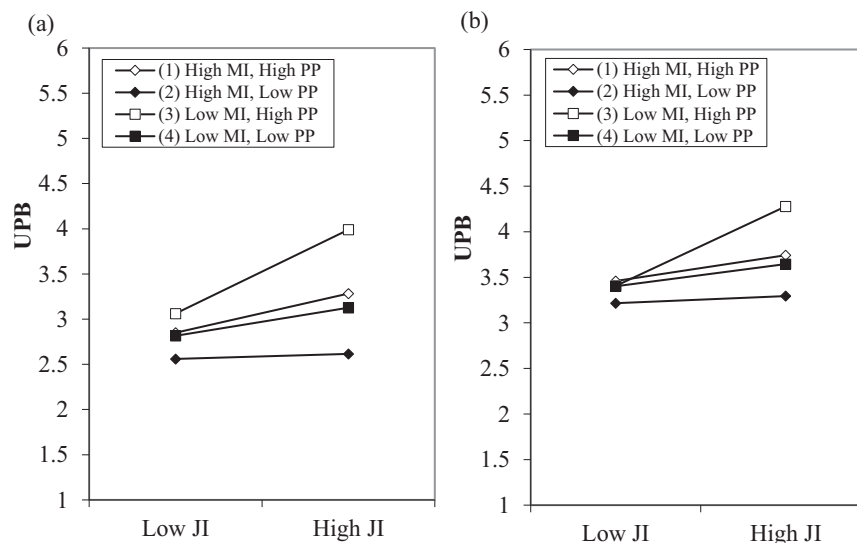 (a)
6
5.5
5
4.5
4
3.5
3
2.5
2
1.5
1
UPB
(1) High MI, High PP
(2) High MI, Low PP
(3) Low MI, High PP
(4) Low MI, Low PP
Low JI High JI
(b)
6
5.5
5
4.5
4
3.5
3
2.5
2
1.5
1
UPB
(1) High MI, High PP
(2) High MI, Low PP
(3) Low MI, High PP
(4) Low MI, Low PP
Low JI High JI